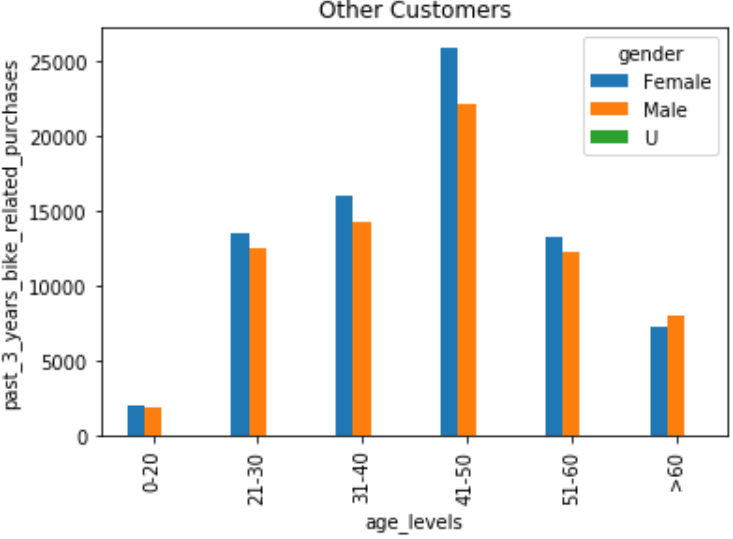 Other Customers
gender
Female
Male
U
past_3_years_bike_related_purchases
25000
20000
15000
10000
5000
0
0-20
21-30
31-40
41-50
51-60
>60
age_levels